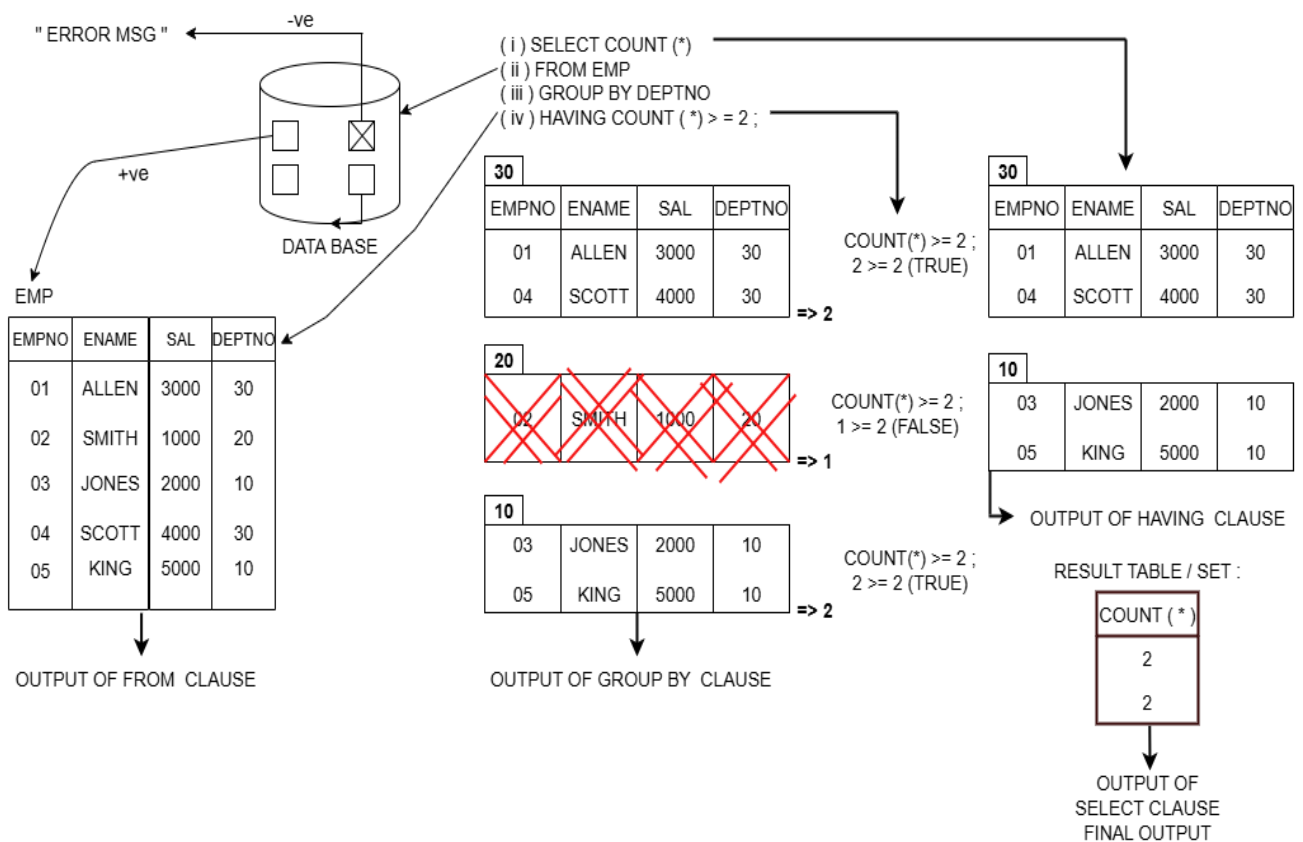 " ERROR MSG "
-ve
( i ) SELECT COUNT (*)
( ii ) FROM EMP
( iii ) GROUP BY DEPTNO
( iv ) HAVING COUNT ( *) > = 2 ;
+ve
DATA BASE
EMP
EMPNO ENAME SAL DEPTNO
01 ALLEN 3000 30
02 SMITH 1000 20
03 JONES 2000 10
04 SCOTT 4000 30
05 KING 5000 10
OUTPUT OF FROM CLAUSE
30
EMPNO ENAME SAL DEPTNO
01 ALLEN 3000 30
04 SCOTT 4000 30
=> 2
COUNT(*) >= 2 ;
2 >= 2 (TRUE)
20
02 SMITH 1000 20
=> 1
COUNT(*) >= 2 ;
1 >= 2 (FALSE)
10
03 JONES 2000 10
05 KING 5000 10
=> 2
COUNT(*) >= 2 ;
2 >= 2 (TRUE)
OUTPUT OF GROUP BY CLAUSE
30
EMPNO ENAME SAL DEPTNO
01 ALLEN 3000 30
04 SCOTT 4000 30
10
03 JONES 2000 10
05 KING 5000 10
OUTPUT OF HAVING CLAUSE
RESULT TABLE / SET :
COUNT ( * )
2
2
OUTPUT OF
SELECT CLAUSE
FINAL OUTPUT